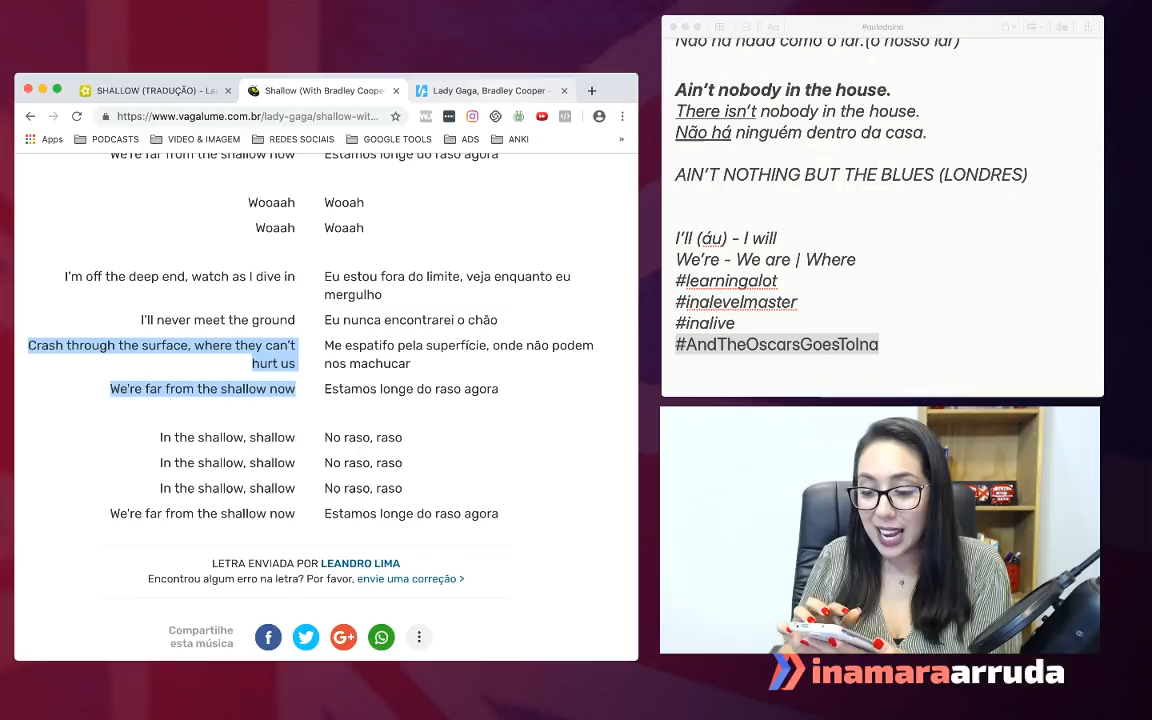 SHALLOW (TRADUÇÃO) - La
Shallow (With Bradley Coope
Lady Gaga, Bradley Cooper -
https://www.vagalume.com.br/lady-gaga/shallow-wit...
Apps PODCASTS VIDEO & IMAGEM REDES SOCIAIS GOOGLE TOOLS ADS ANKI »
We're far from the shallow now Estamos longe do raso agora
Wooaah Wooah
Woaah Woaah
I'm off the deep end, watch as I dive in Eu estou fora do limite, veja enquanto eu
mergulho
I'll never meet the ground Eu nunca encontrarei o chão
Crash through the surface, where they can't Me espatifo pela superfície, onde não podem
hurt us nos machucar
We're far from the shallow now Estamos longe do raso agora
In the shallow, shallow No raso, raso
In the shallow, shallow No raso, raso
In the shallow, shallow No raso, raso
We're far from the shallow now Estamos longe do raso agora
LETRA ENVIADA POR LEANDRO LIMA
Encontrou algum erro na letra? Por favor, envie uma correção >
Compartilhe
esta música
#auladaina
Não há nada como o lar.(o nosso lar)
Ain't nobody in the house.
There isn't nobody in the house.
Não há ninguém dentro da casa.
AIN'T NOTHING BUT THE BLUES (LONDRES)
I'll (áu) - I will
We're - We are | Where
#learningalot
#inalevelmaster
#inalive
#AndTheOscarsGoesToIna
inamaraarruda